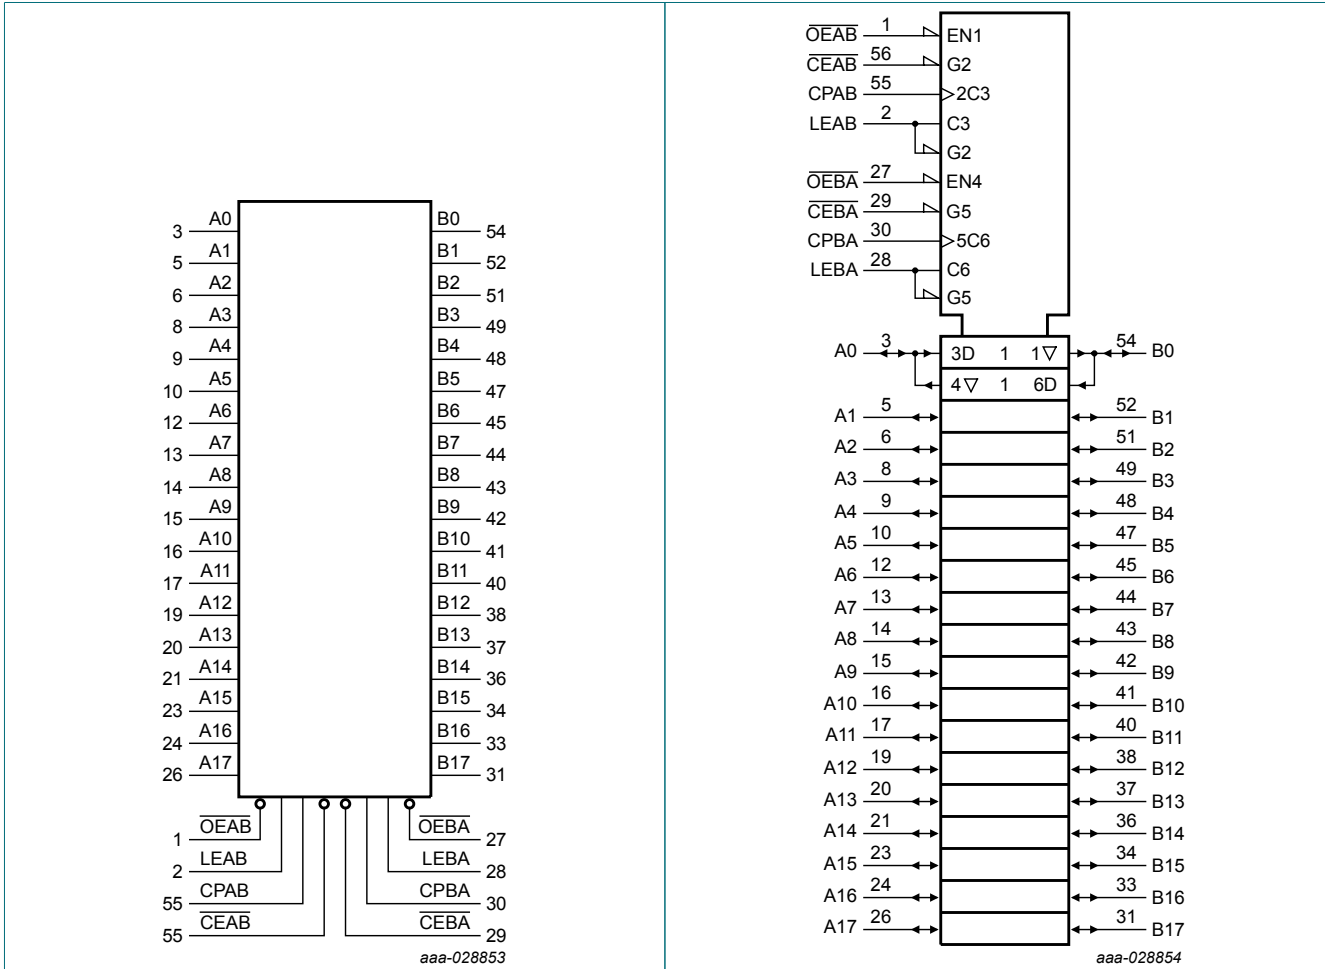 A0 B0
3 54
A1 B1
5 52
A2 B2
6 51
A3 B3
8 49
A4 B4
9 48
A5 B5
10 47
A6 B6
12 45
A7 B7
13 44
A8 B8
14 43
A9 B9
15 42
A10 B10
16 41
A11 B11
17 40
A12 B12
19 38
A13 B13
20 37
A14 B14
21 36
A15 B15
23 34
A16 B16
24 33
A17 B17
26 31
OEAB OEBA
1 27
LEAB LEBA
2 28
CPAB CPBA
55 30
CEAB CEBA
55 29
aaa-028853
OEAB 1 EN1
CEAB 56 G2
CPAB 55 2C3
LEAB 2 C3
G2
OEBA 27 EN4
CEBA 29 G5
CPBA 30 5C6
LEBA 28 C6
G5
A0 3 3D 1 1▽ 54 B0
4▽ 1 6D
A1 5 52 B1
A2 6 51 B2
A3 8 49 B3
A4 9 48 B4
A5 10 47 B5
A6 12 45 B6
A7 13 44 B7
A8 14 43 B8
A9 15 42 B9
A10 16 41 B10
A11 17 40 B11
A12 19 38 B12
A13 20 37 B13
A14 21 36 B14
A15 23 34 B15
A16 24 33 B16
A17 26 31 B17
aaa-028854